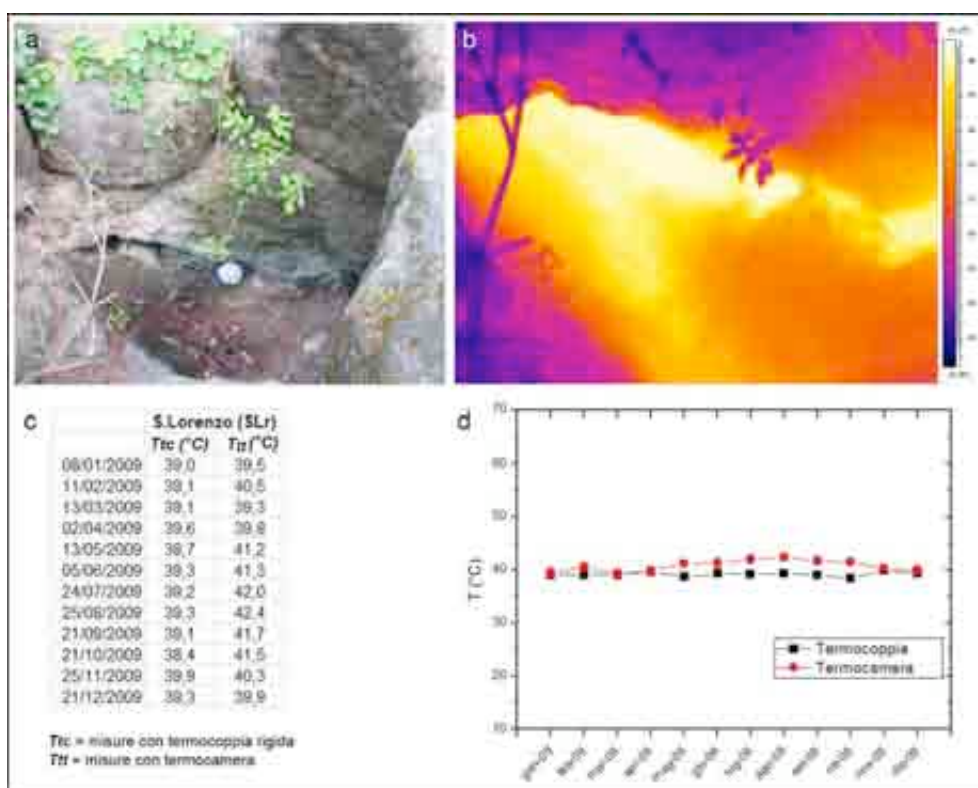 a
b
c
S.Lorenzo (SLr)
Ttc (°C) Ttt (°C)
08/01/2009 39,0 39,5
11/02/2009 39,1 40,5
13/03/2009 39,1 39,3
02/04/2009 39,6 39,8
13/05/2009 38,7 41,2
05/06/2009 39,3 41,3
24/07/2009 39,2 42,0
25/08/2009 39,3 42,4
21/09/2009 39,1 41,7
21/10/2009 38,4 41,5
25/11/2009 39,9 40,3
21/12/2009 39,3 39,9
Ttc = misure con termocoppia rigida
Ttt = misure con termocamera
d
T (°C)
70
60
50
40
30
20
10
Termocoppia
Termocamera